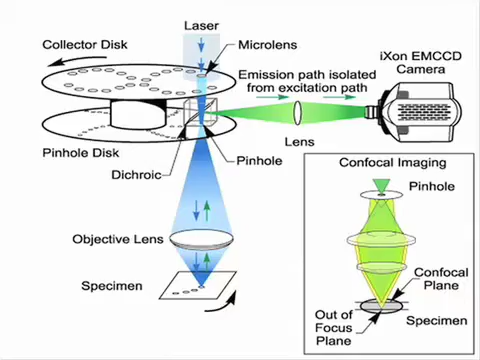 Laser
Collector Disk
Microlens
iXon EMCCD
Camera
Emission path isolated
from excitation path
Lens
Pinhole Disk
Pinhole
Dichroic
Confocal Imaging
Pinhole
Objective Lens
Specimen
Confocal
Plane
Out of
Focus
Plane
Specimen